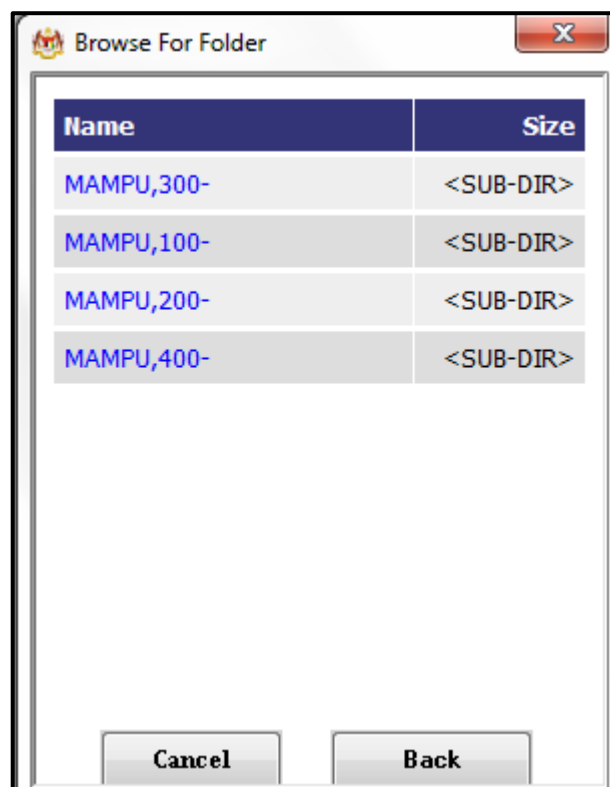 Browse For Folder
Name Size
MAMPU,300- <SUB-DIR>
MAMPU,100- <SUB-DIR>
MAMPU,200- <SUB-DIR>
MAMPU,400- <SUB-DIR>
Cancel Back